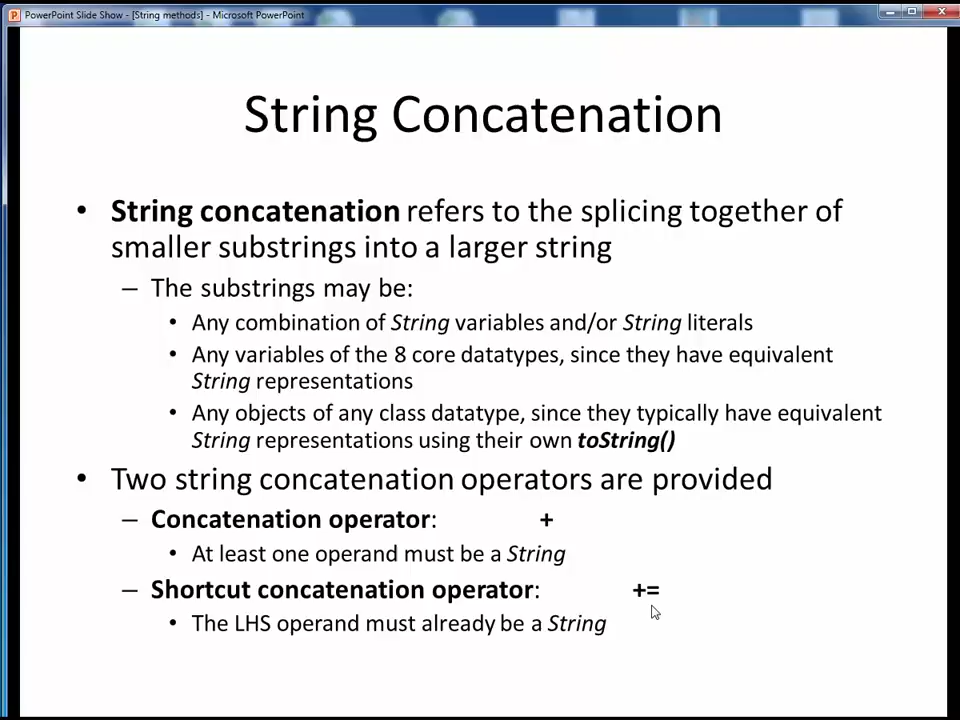 PowerPoint Slide Show - [String methods] - Microsoft PowerPoint
String Concatenation
• String concatenation refers to the splicing together of
smaller substrings into a larger string
– The substrings may be:
• Any combination of String variables and/or String literals
• Any variables of the 8 core datatypes, since they have equivalent
String representations
• Any objects of any class datatype, since they typically have equivalent
String representations using their own toString()
• Two string concatenation operators are provided
– Concatenation operator: +
• At least one operand must be a String
– Shortcut concatenation operator: +=
• The LHS operand must already be a String